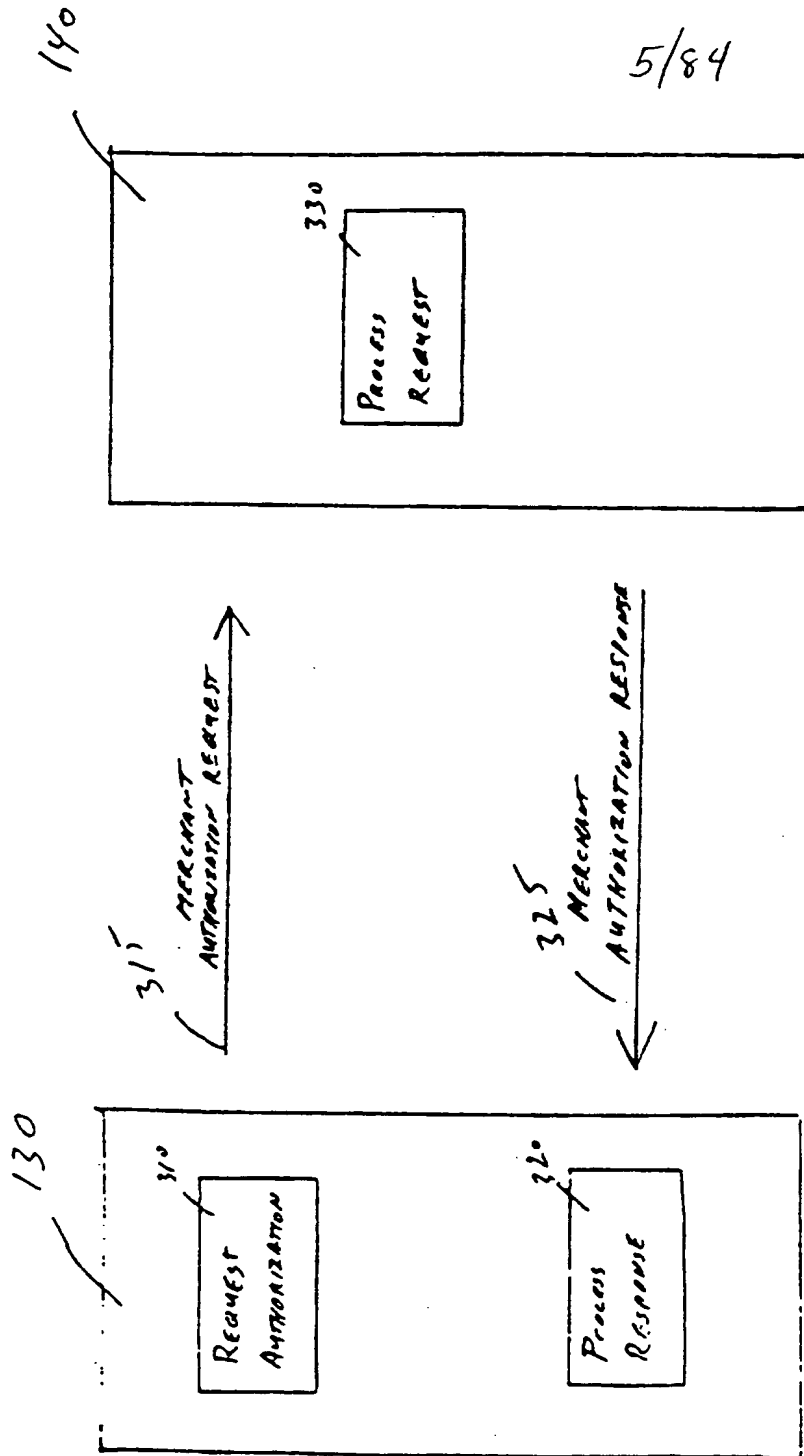 5/84
130
310
REQUEST
AUTHORIZATION
320
PROCESS
RESPONSE
315
MERCHANT
AUTHORIZATION REQUEST
325
MERCHANT
AUTHORIZATION RESPONSE
140
330
PROCESS
REQUEST